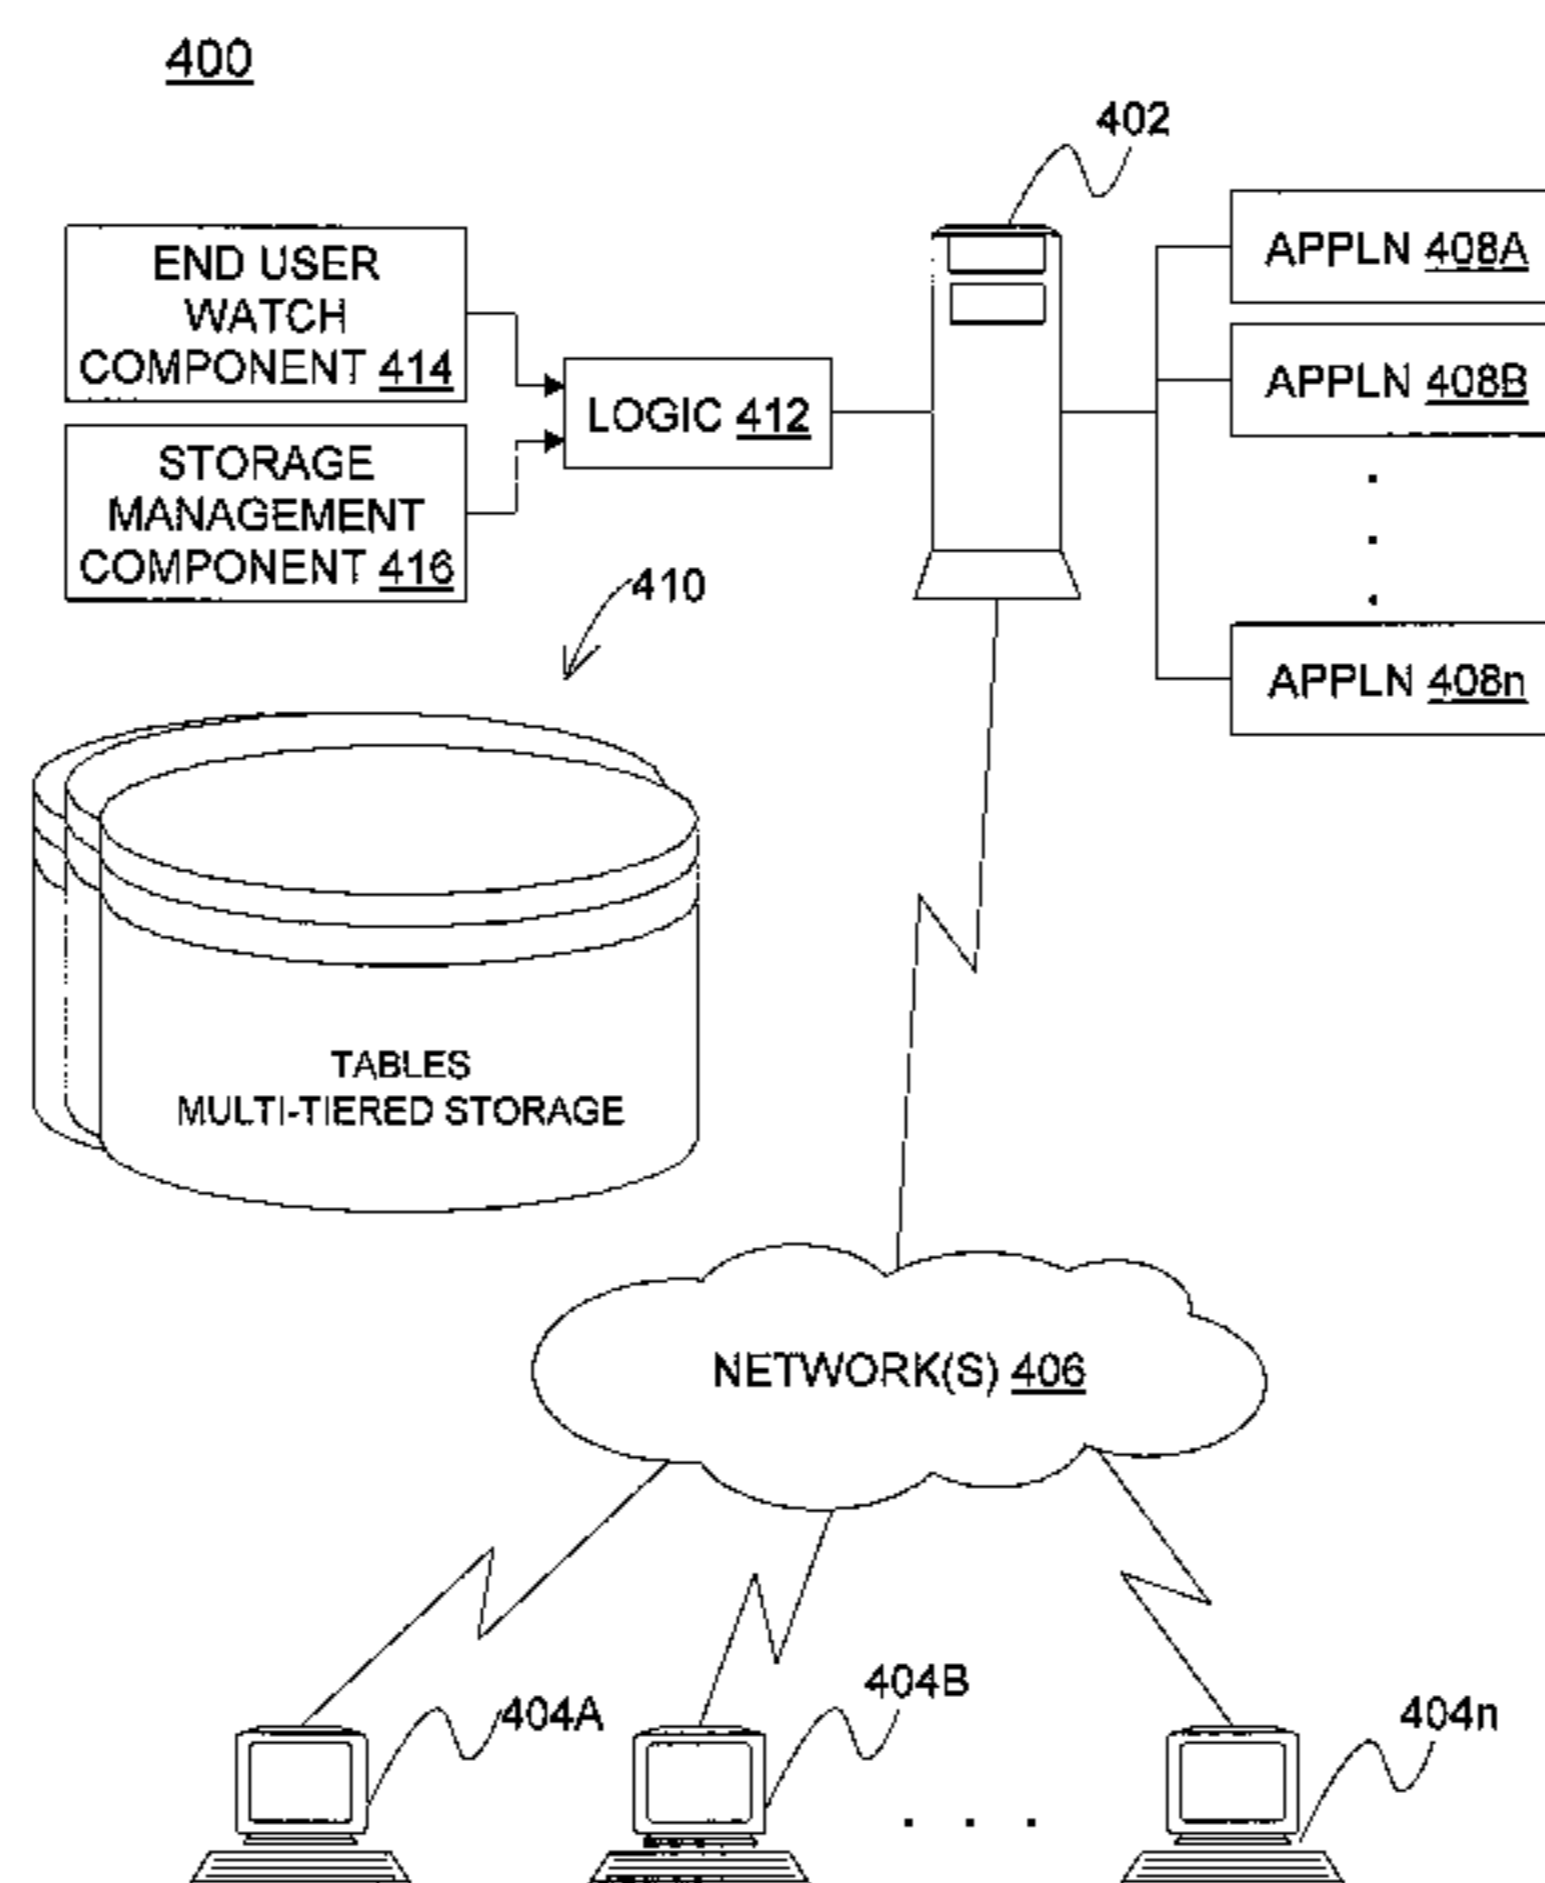 400
402
END USER
WATCH
COMPONENT 414
STORAGE
MANAGEMENT
COMPONENT 416
LOGIC 412
APPLN 408A
APPLN 408B
.
.
.
APPLN 408n
410
TABLES
MULTI-TIERED STORAGE
NETWORK(S) 406
404A
404B
. . .
404n